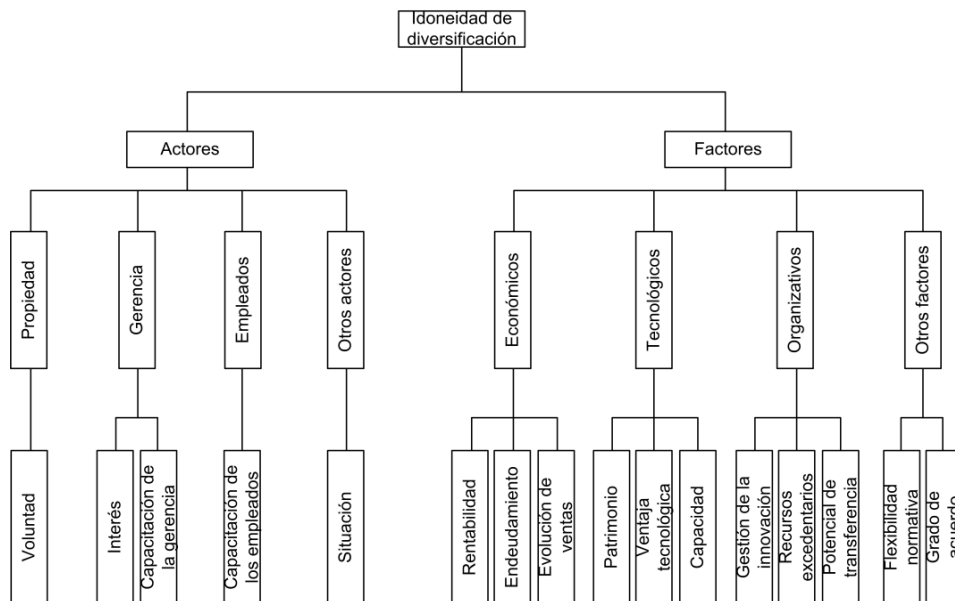 Idoneidad de
diversificación
Actores
Factores
Propiedad
Gerencia
Empleados
Otros actores
Económicos
Tecnológicos
Organizativos
Otros factores
Voluntad
Interés
Capacitación de
la gerencia
Capacitación de
los empleados
Situación
Rentabilidad
Endeudamiento
Evolución de
ventas
Patrimonio
Ventaja
tecnológica
Capacidad
Gestión de la
innovación
Recursos
excedentarios
Potencial de
transferencia
Flexibilidad
normativa
Grado de
acuerdo